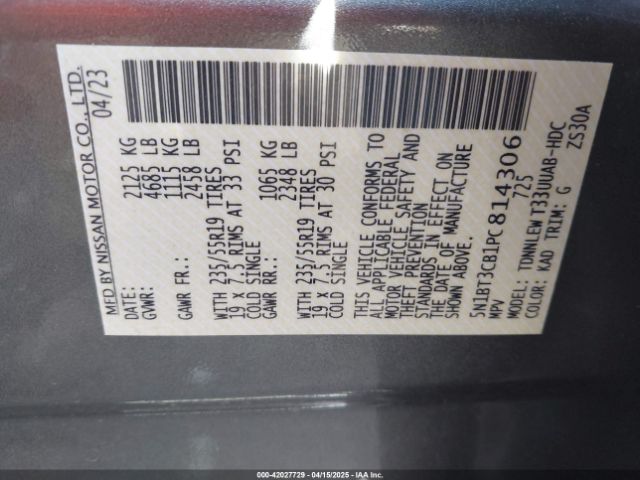 MFD BY NISSAN MOTOR CO., LTD.
DATE: 04/23
GVWR: 2125 KG
4685 LB
GAWR FR.: 1115 KG
2458 LB
WITH 235/55R19 TIRES
19 x 7.5 RIMS AT 33 PSI
COLD SINGLE
GAWR RR.: 1065 KG
2348 LB
WITH 235/55R19 TIRES
19 x 7.5 RIMS AT 30 PSI
COLD SINGLE
THIS VEHICLE CONFORMS TO
ALL APPLICABLE FEDERAL
MOTOR VEHICLE SAFETY AND
THEFT PREVENTION
STANDARDS IN EFFECT ON
THE DATE OF MANUFACTURE
SHOWN ABOVE.
5N1BT3CB1PC814306
MPV 725
TDNNLEWT33UUAB-HDC
COLOR: KAD TRIM: G ZS30A
000-42027729 - 04/15/2025 - IAA Inc.